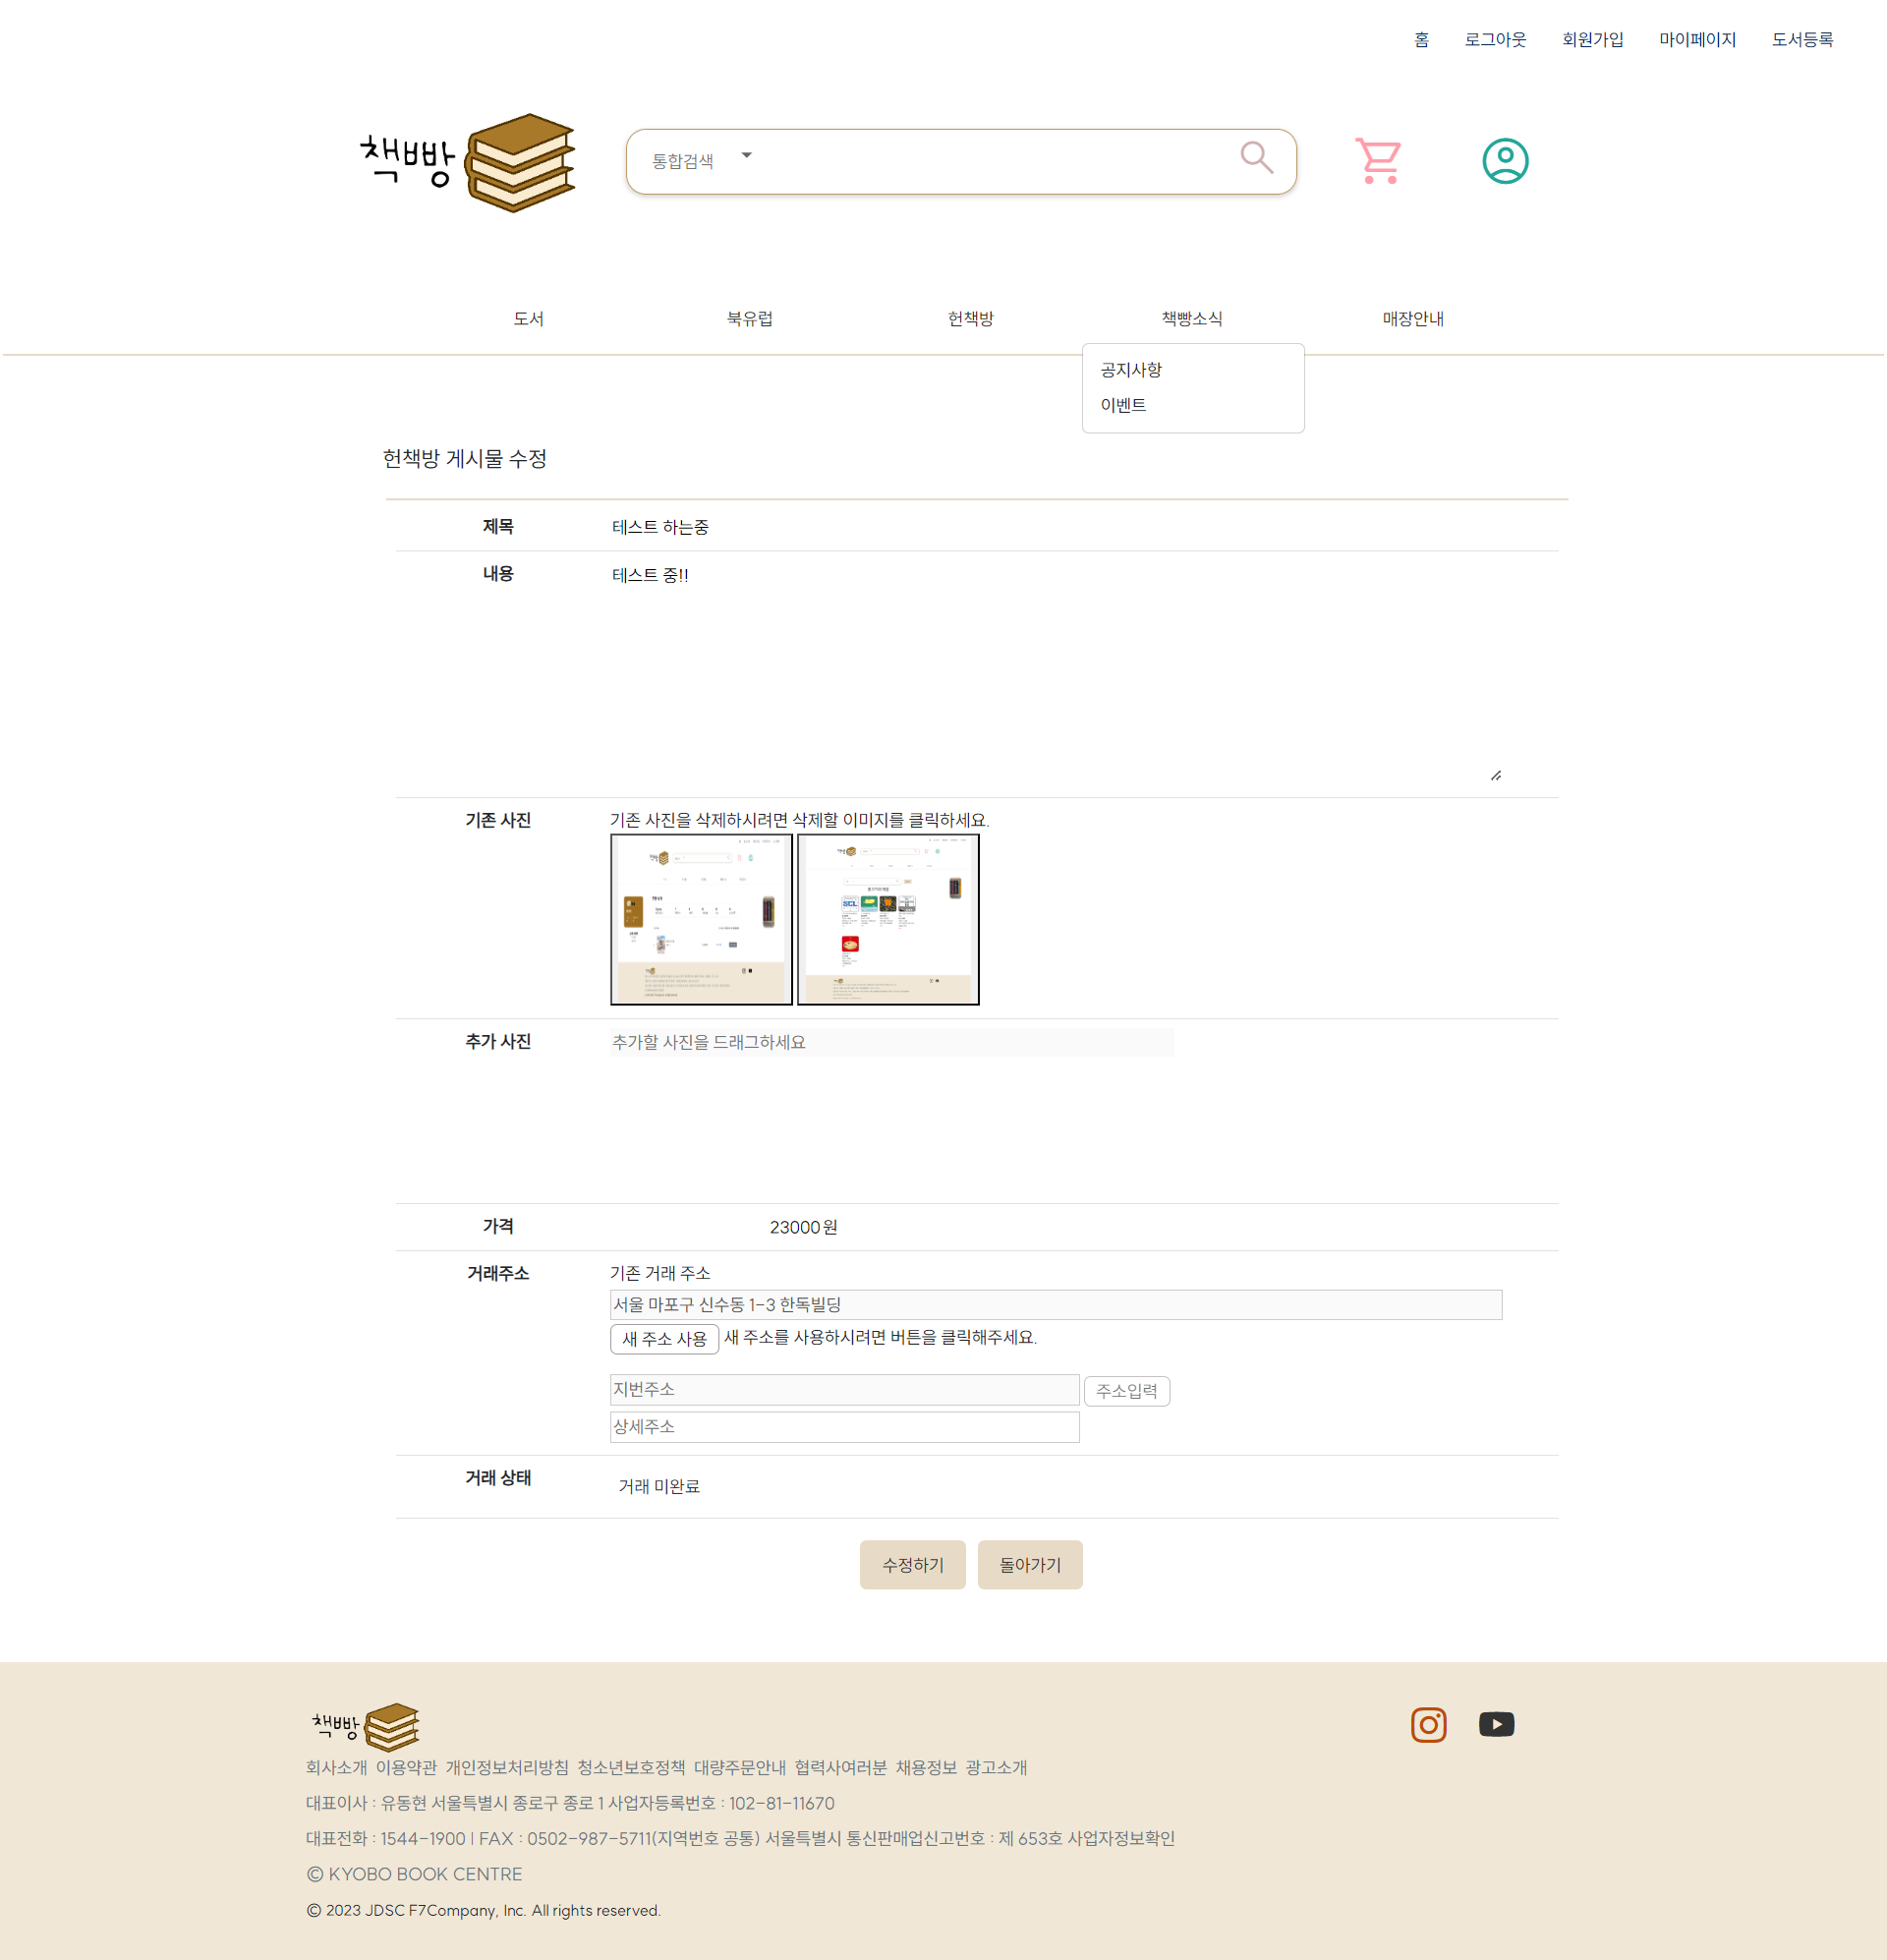 홈 로그아웃 회원가입 마이페이지 도서등록
책빠방
통합검색
도서 북유럽 헌책방 책빵소식 매장안내
공지사항
이벤트
헌책방 게시물 수정
제목 테스트 하는중
내용 테스트 중!!
기존 사진 기존 사진을 삭제하시려면 삭제할 이미지를 클릭하세요.
추가 사진 추가할 사진을 드래그하세요
가격 23000원
거래주소 기존 거래 주소
서울 마포구 신수동 1-3 한독빌딩
새 주소 사용 새 주소를 사용하시려면 버튼을 클릭해주세요.
지번주소 주소입력
상세주소
거래 상태 거래 미완료
수정하기 돌아가기
책빠방
회사소개 이용약관 개인정보처리방침 청소년보호정책 대량주문안내 협력사여러분 채용정보 광고소개
대표이사 : 유동현 서울특별시 종로구 종로 1 사업자등록번호 : 102-81-11670
대표전화 : 1544-1900 | FAX : 0502-987-5711(지역번호 공통) 서울특별시 통신판매업신고번호 : 제 653호 사업자정보확인
© KYOBO BOOK CENTRE
© 2023 JDSC F7Company, Inc. All rights reserved.